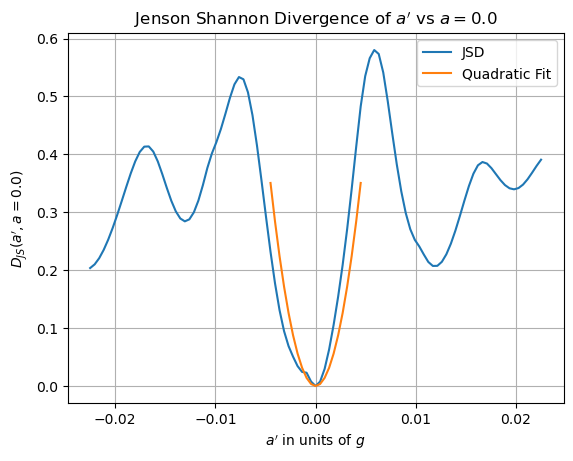 Jenson Shannon Divergence of a′ vs a = 0.0
JSD
Quadratic Fit
D_JS(a′, a = 0.0)
0.6
0.5
0.4
0.3
0.2
0.1
0.0
−0.02
−0.01
0.00
0.01
0.02
a′ in units of g